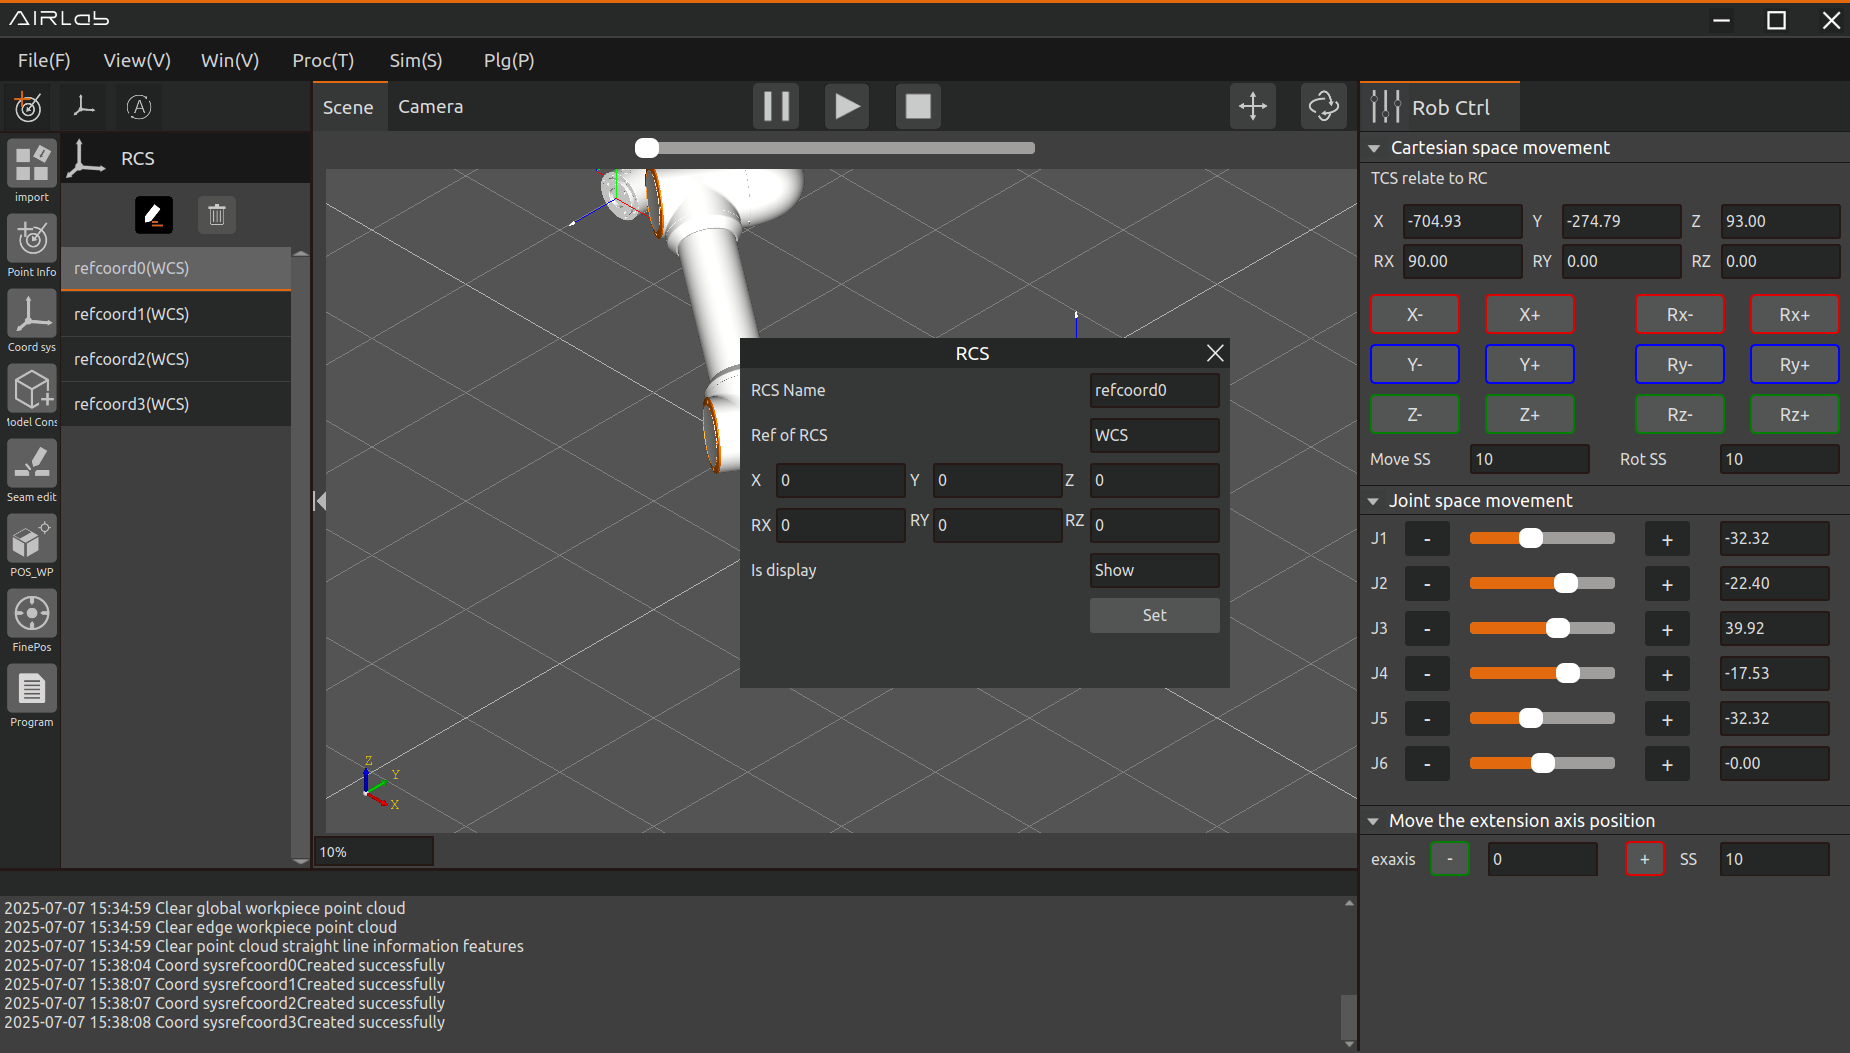 AIRLab
File(F) View(V) Win(V) Proc(T) Sim(S) Plg(P)
Scene Camera
Rob Ctrl
import
Point Info
Coord sys
Model Cons
Seam edit
POS_WP
FinePos
Program
RCS
refcoord0(WCS)
refcoord1(WCS)
refcoord2(WCS)
refcoord3(WCS)
Z
Y
X
10%
RCS
RCS Name refcoord0
Ref of RCS WCS
X 0 Y 0 Z 0
RX 0 RY 0 RZ 0
Is display Show
Set
Cartesian space movement
TCS relate to RC
X -704.93 Y -274.79 Z 93.00
RX 90.00 RY 0.00 RZ 0.00
X- X+ Rx- Rx+
Y- Y+ Ry- Ry+
Z- Z+ Rz- Rz+
Move SS 10 Rot SS 10
Joint space movement
J1 - + -32.32
J2 - + -22.40
J3 - + 39.92
J4 - + -17.53
J5 - + -32.32
J6 - + -0.00
Move the extension axis position
exaxis - 0 + SS 10
2025-07-07 15:34:59 Clear global workpiece point cloud
2025-07-07 15:34:59 Clear edge workpiece point cloud
2025-07-07 15:34:59 Clear point cloud straight line information features
2025-07-07 15:38:04 Coord sysrefcoord0Created successfully
2025-07-07 15:38:07 Coord sysrefcoord1Created successfully
2025-07-07 15:38:07 Coord sysrefcoord2Created successfully
2025-07-07 15:38:08 Coord sysrefcoord3Created successfully